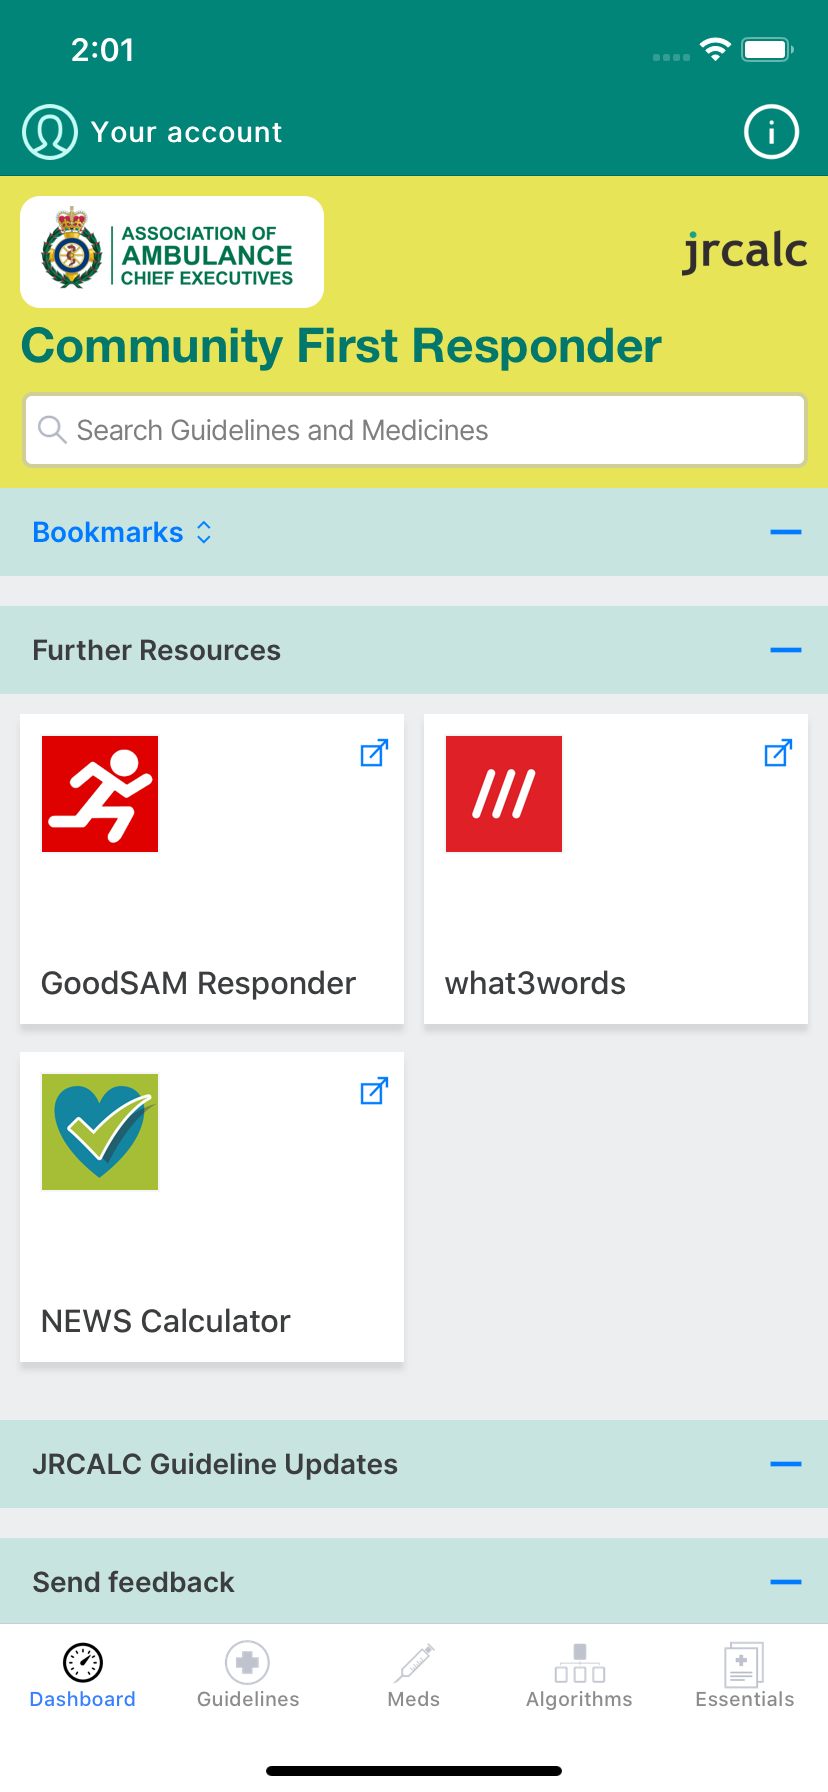 2:01
Your account
ASSOCIATION OF
AMBULANCE
CHIEF EXECUTIVES
jrcalc
Community First Responder
Search Guidelines and Medicines
Bookmarks
Further Resources
GoodSAM Responder
what3words
NEWS Calculator
JRCALC Guideline Updates
Send feedback
Dashboard
Guidelines
Meds
Algorithms
Essentials